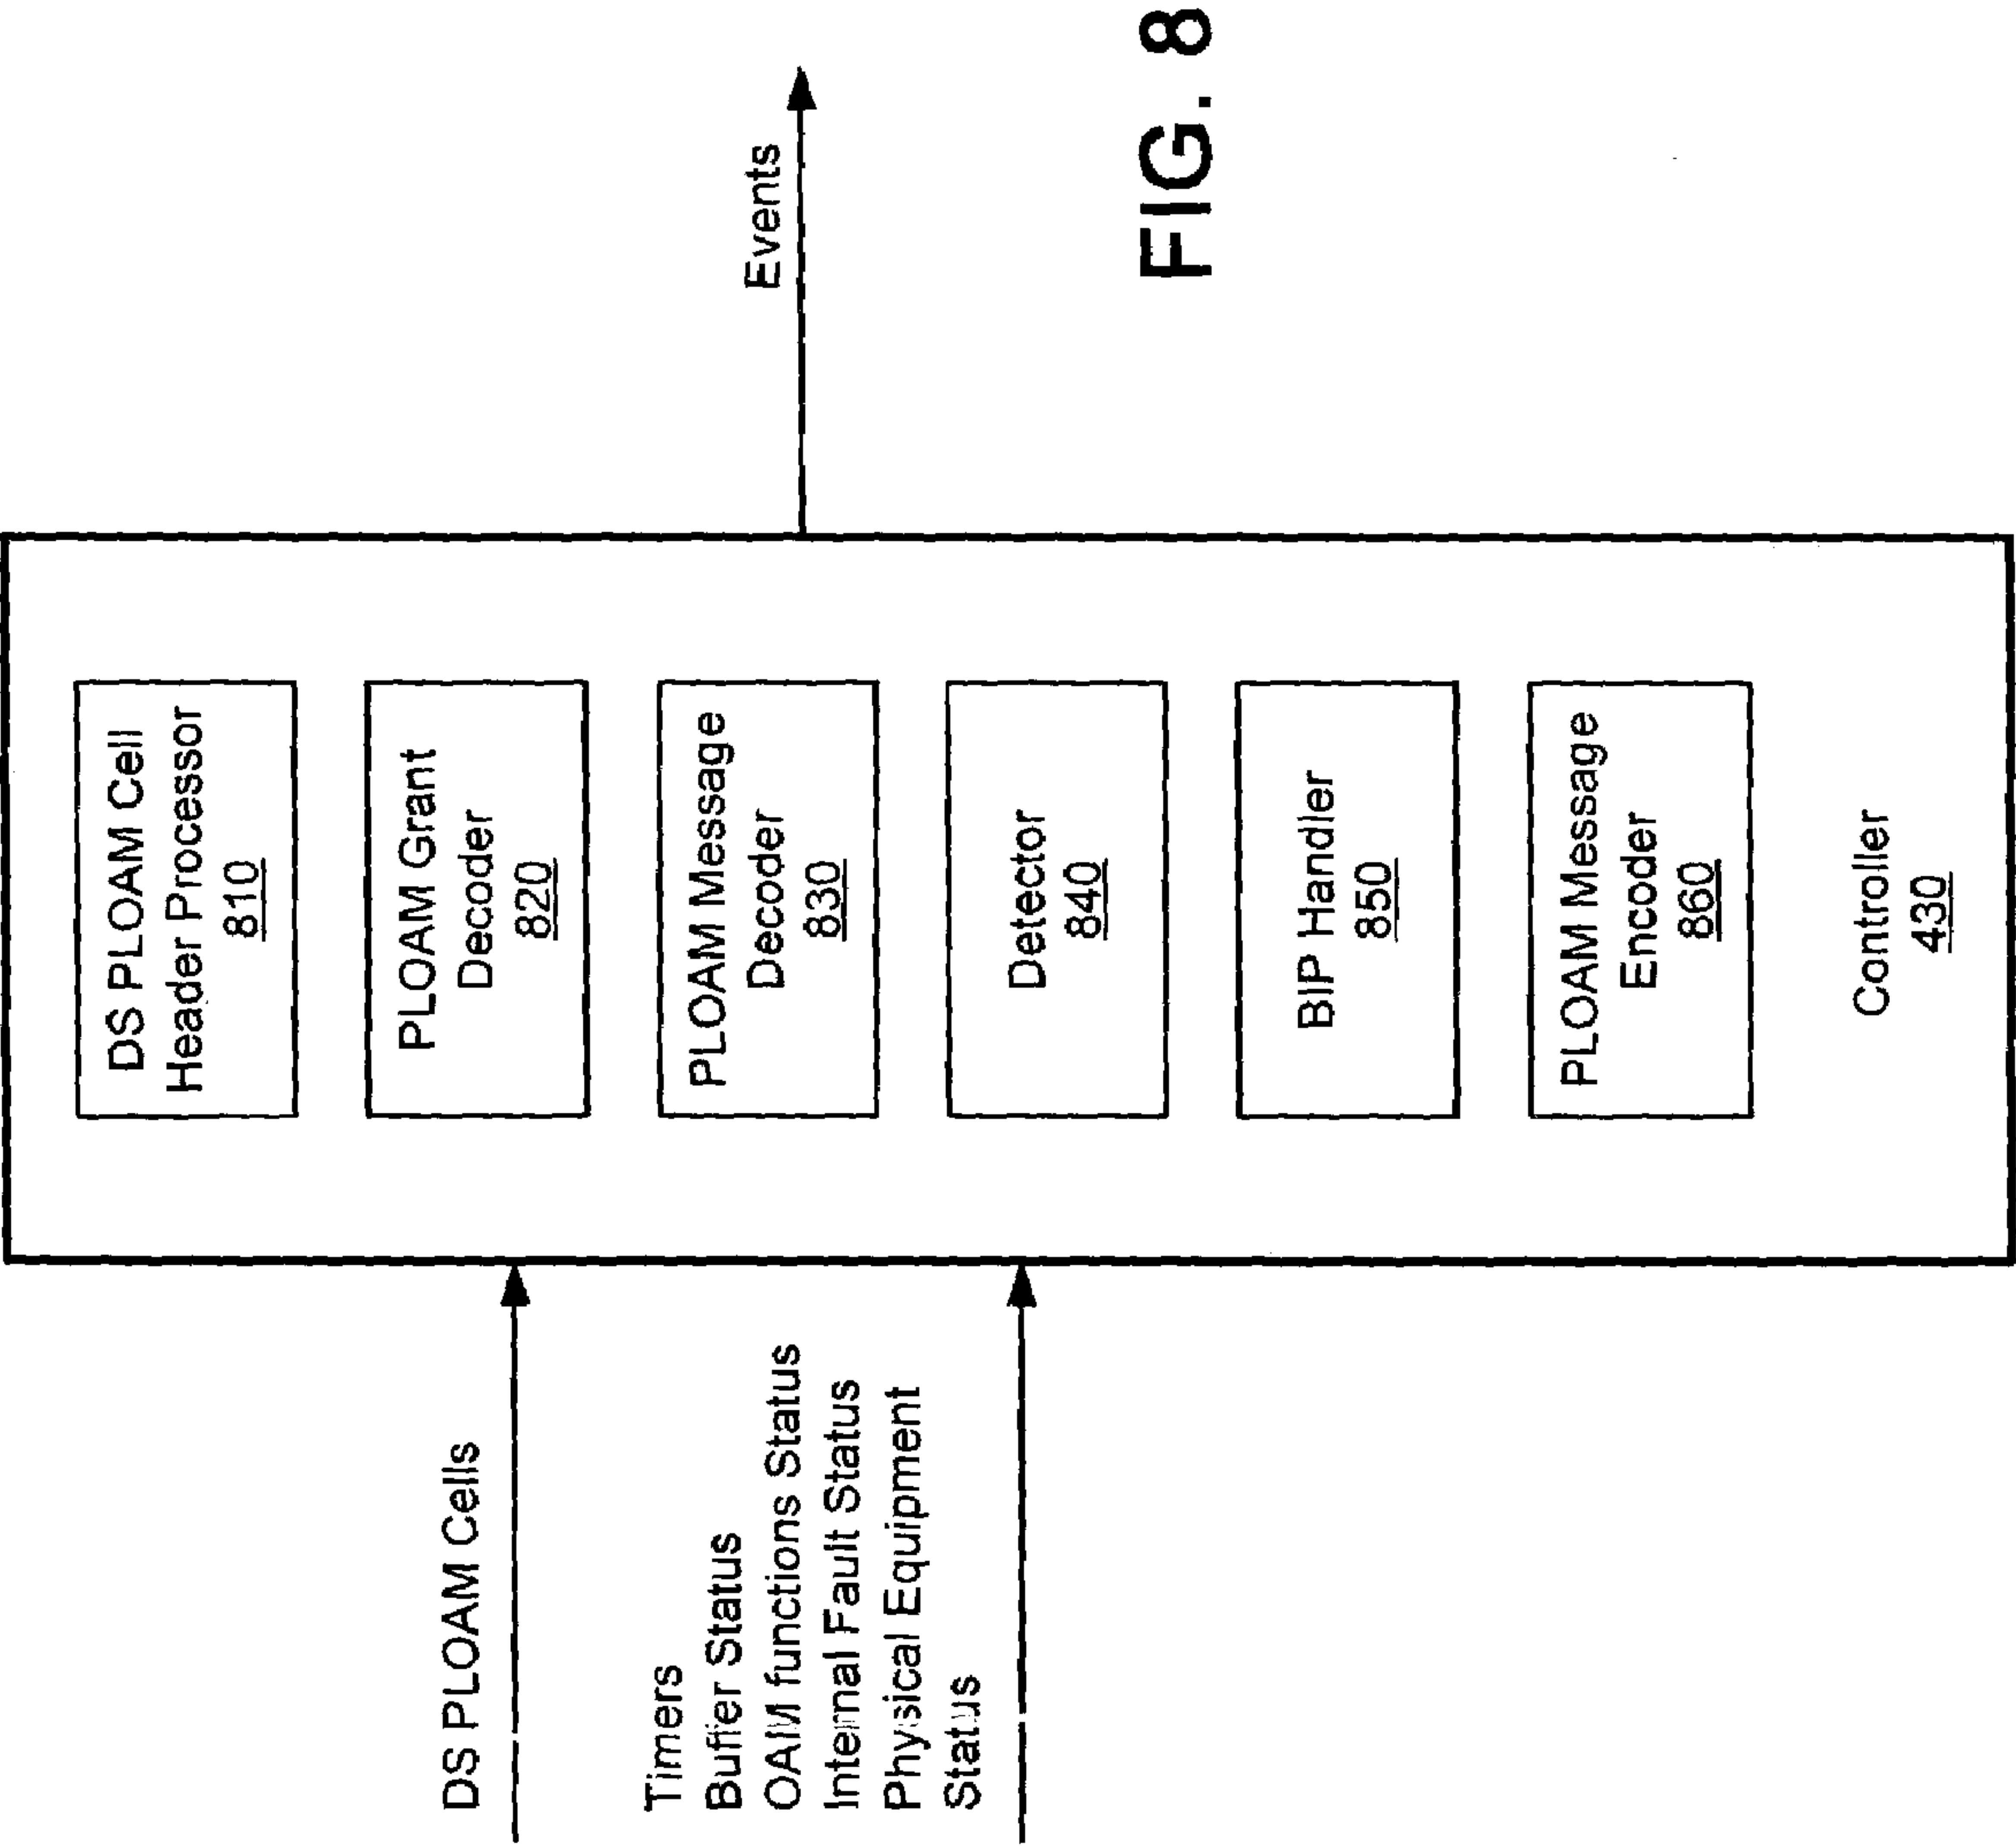 DS PLOAM Cells
Timers
Buffer Status
OAM functions Status
Internal Fault Status
Physical Equipment
Status
DS PLOAM Cell
Header Processor
810
PLOAM Grant
Decoder
820
PLOAM Message
Decoder
830
Detector
840
BIP Handler
850
PLOAM Message
Encoder
860
Controller
430
Events
FIG. 8